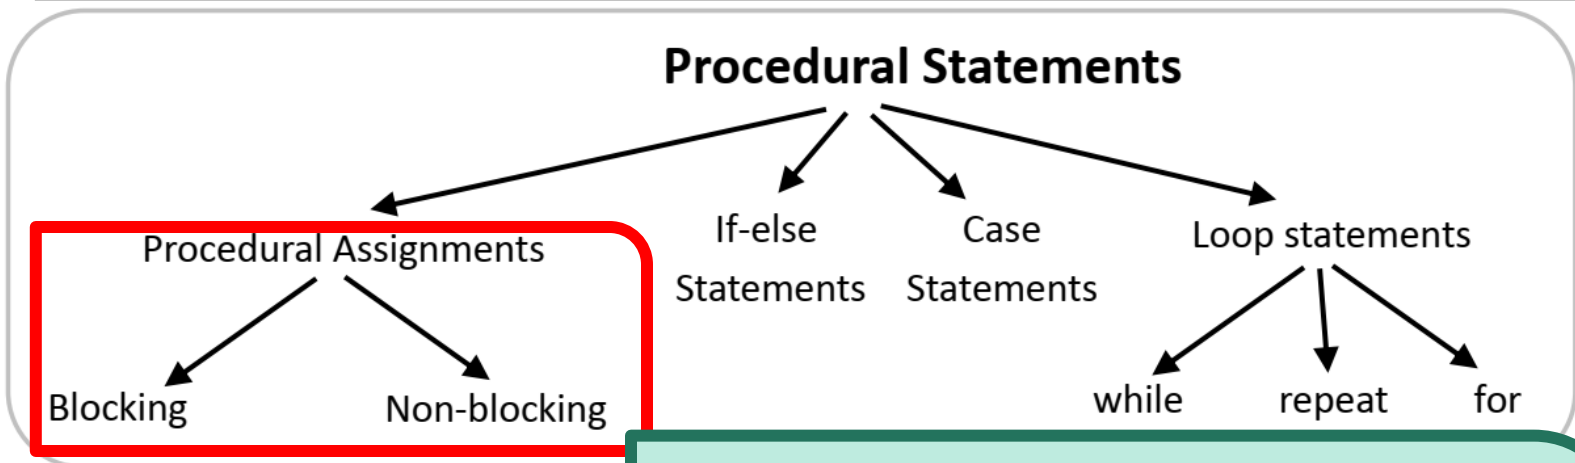 Procedural Statements
Procedural Assignments
If-else
Statements
Case
Statements
Loop statements
Blocking
Non-blocking
while
repeat
for